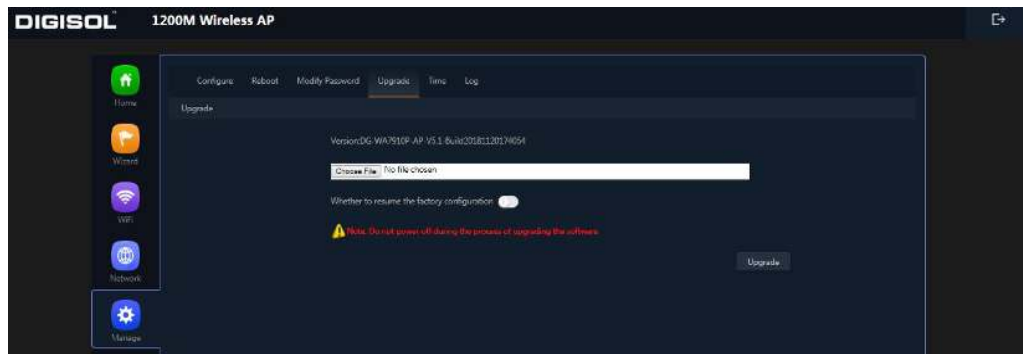 DIGISOL 1200M Wireless AP
Home
Wizard
WiFi
Network
Manage
Configure Reboot Modify Password Upgrade Time Log
Upgrade
Version:DG-WA7910P-AP-V5.1-Build20181120174054
Choose File No file chosen
Whether to resume the factory configuration
Note: Do not power off during the process of upgrading the software
Upgrade